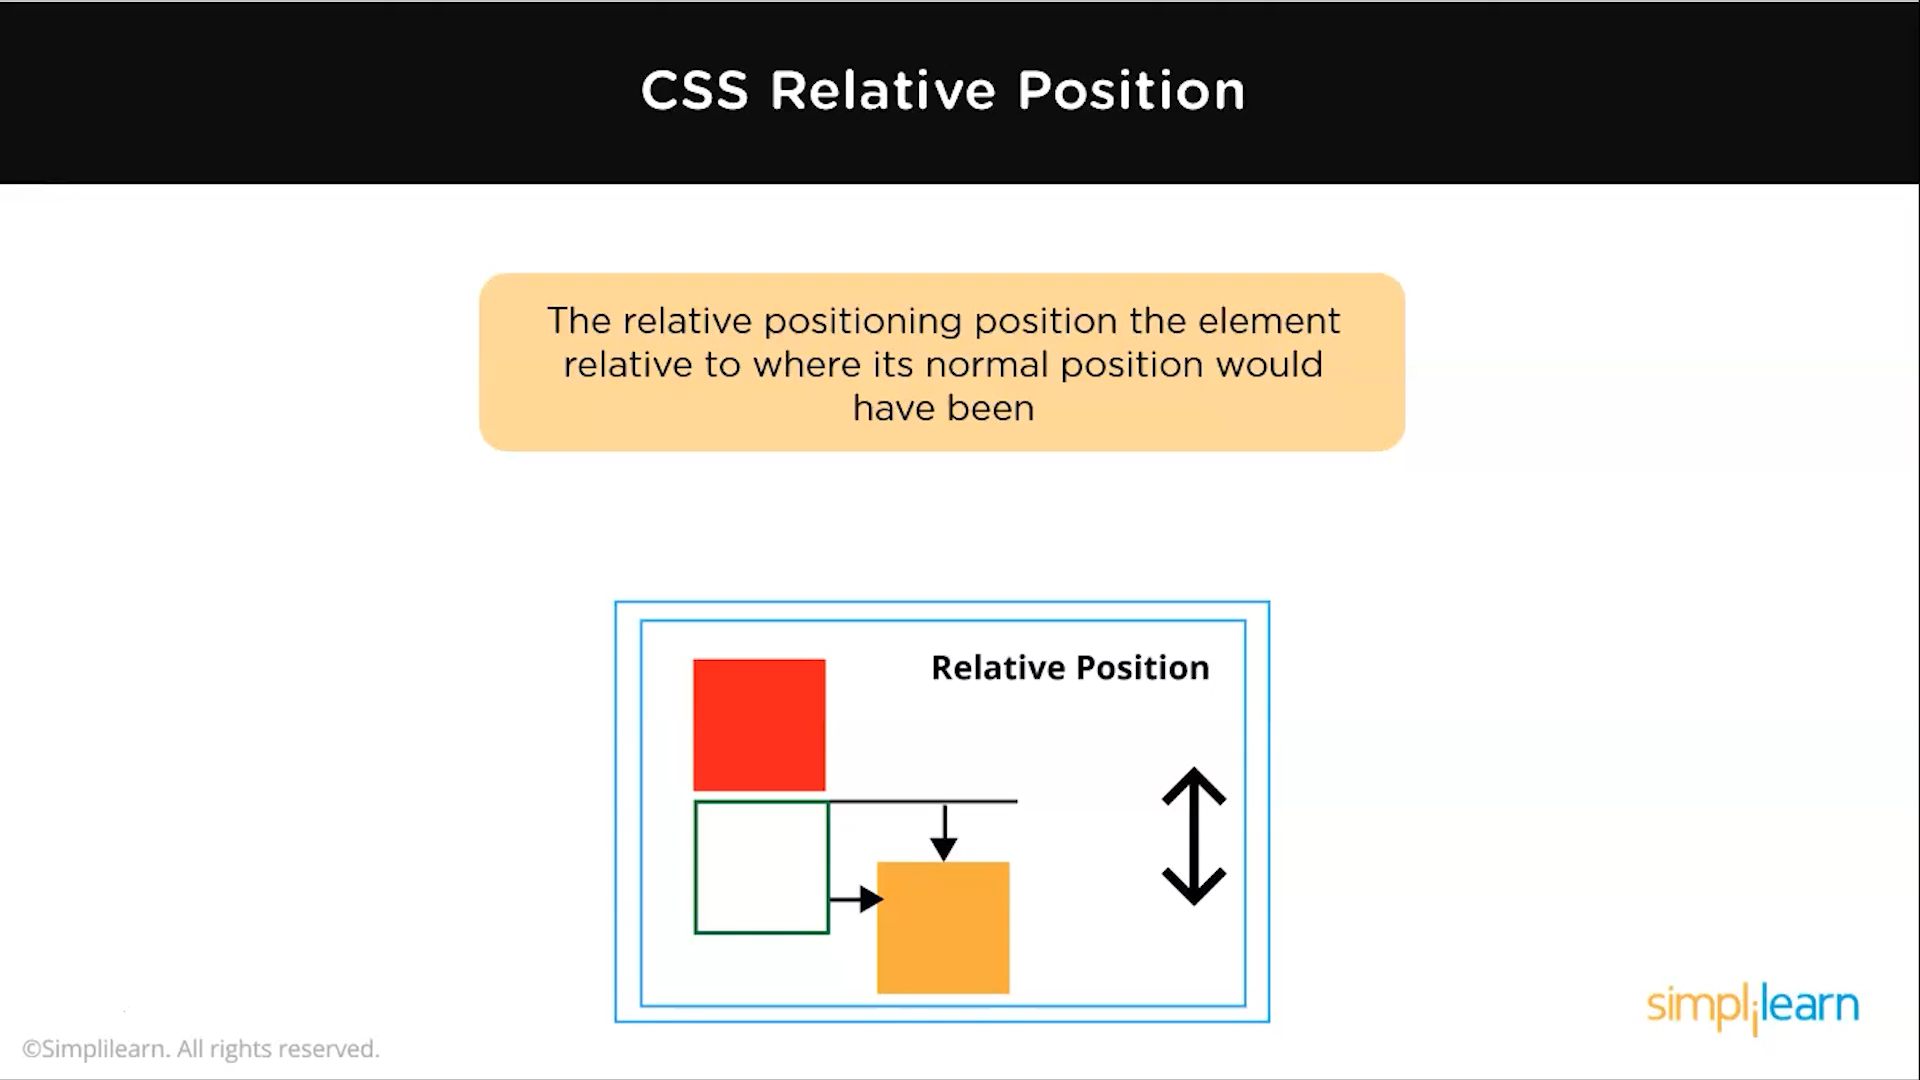 CSS Relative Position
The relative positioning position the element
relative to where its normal position would
have been
Relative Position
simplilearn
©Simplilearn. All rights reserved.